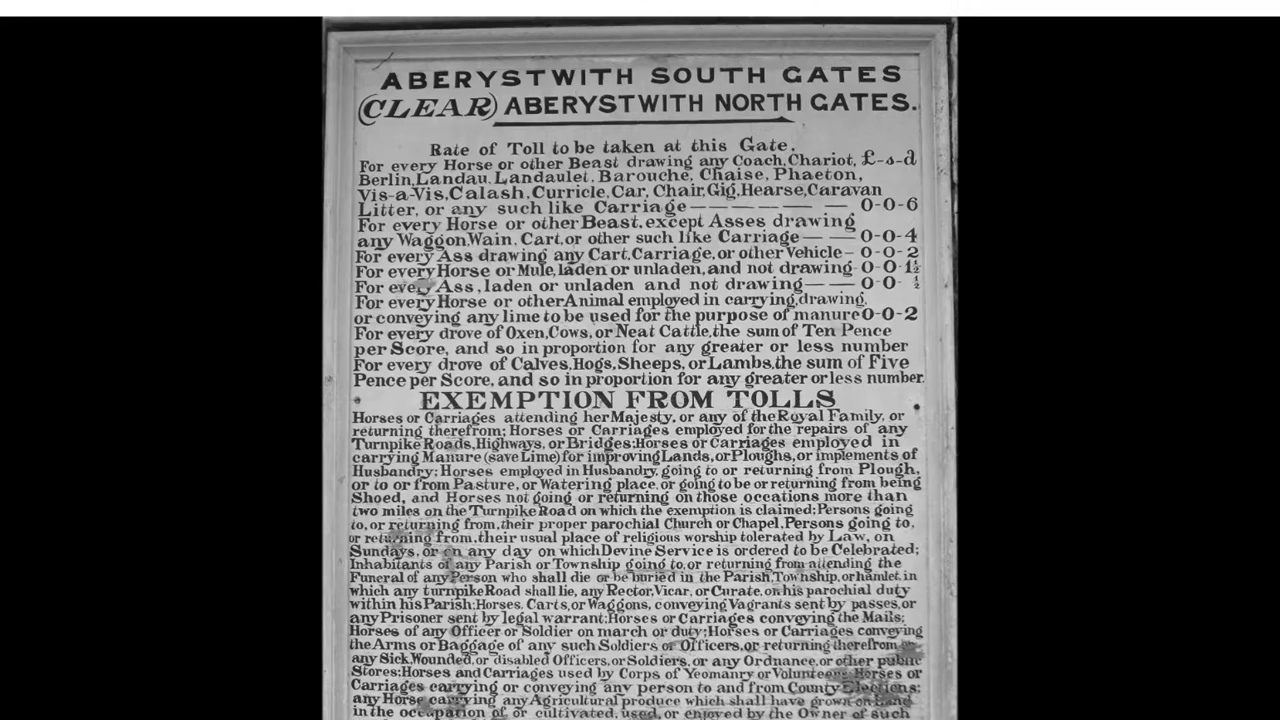 ABERYSTWITH SOUTH GATES
(CLEAR) ABERYSTWITH NORTH GATES.
Rate of Toll to be taken at this Gate.
For every Horse or other Beast drawing any Coach, Chariot, £-s-d
Berlin, Landau, Landaulet, Barouche, Chaise, Phaeton,
Vis-a-Vis, Calash, Curricle, Car, Chair, Gig, Hearse, Caravan
Litter, or any such like Carriage — — — — — — 0-0-6
For every Horse or other Beast, except Asses drawing
any Waggon, Wain, Cart, or other such like Carriage — — 0-0-4
For every Ass drawing any Cart, Carriage, or other Vehicle – 0-0-2
For every Horse or Mule, laden or unladen, and not drawing 0-0-1½
For every Ass, laden or unladen and not drawing — — 0-0-½
For every Horse or other Animal employed in carrying, drawing,
or conveying any lime to be used for the purpose of manure 0-0-2
For every drove of Oxen, Cows, or Neat Cattle, the sum of Ten Pence
per Score, and so in proportion for any greater or less number
For every drove of Calves, Hogs, Sheeps, or Lambs, the sum of Five
Pence per Score, and so in proportion for any greater or less number.
EXEMPTION FROM TOLLS
Horses or Carriages attending her Majesty, or any of the Royal Family, or
returning therefrom; Horses or Carriages employed for the repairs of any
Turnpike Roads, Highways, or Bridges: Horses or Carriages employed in
carrying Manure (save Lime) for improving Lands, or Ploughs, or implements of
Husbandry; Horses employed in Husbandry, going to or returning from Plough,
or to or from Pasture, or Watering place, or going to be or returning from being
Shoed, and Horses not going or returning on those occations more than
two miles on the Turnpike Road on which the exemption is claimed; Persons going
to, or returning from, their proper parochial Church or Chapel, Persons going to,
or returning from, their usual place of religious worship tolerated by Law, on
Sundays, or on any day on which Devine Service is ordered to be Celebrated;
Inhabitants of any Parish or Township going to, or returning from attending the
Funeral of any Person who shall die or be buried in the Parish, Township, or hamlet, in
which any turnpike Road shall lie, any Rector, Vicar, or Curate, on his parochial duty
within his Parish; Horses, Carts, or Waggons, conveying Vagrants sent by passes, or
any Prisoner sent by legal warrant; Horses or Carriages conveying the Mails;
Horses of any Officer or Soldier on march or duty; Horses or Carriages conveying
the Arms or Baggage of any such Soldiers or Officers, or returning therefrom or
any Sick, Wounded, or disabled Officers, or Soldiers, or any Ordnance, or other public
Stores: Horses and Carriages used by Corps of Yeomanry or Volunteers; Horses or
Carriages carrying or conveying any person to and from County Elections;
any Horse carrying any Agricultural produce which shall have grown on land
in the occupation of, or cultivated, used, or enjoyed by the Owner of such